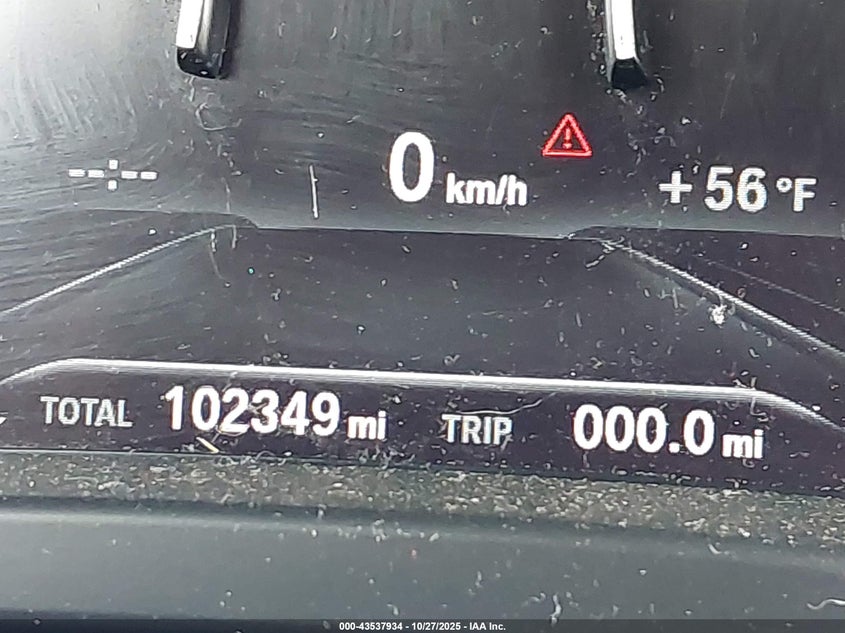 0 km/h
+56 °F
TOTAL 102349 mi TRIP 000.0 mi
000-43537934 - 10/27/2025 - IAA Inc.